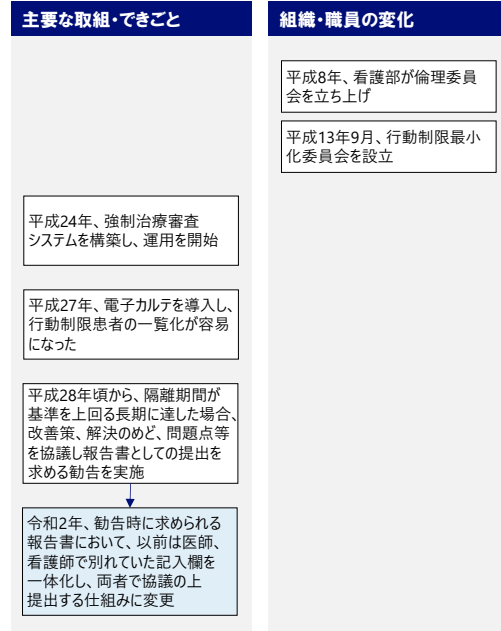 主要な取組・できごと
平成24年、強制治療審査
システムを構築し、運用を開始
平成27年、電子カルテを導入し、
行動制限患者の一覧化が容易
になった
平成28年頃から、隔離期間が
基準を上回る長期に達した場合、
改善策、解決のめど、問題点等
を協議し報告書としての提出を
求める勧告を実施
令和2年、勧告時に求められる
報告書において、以前は医師、
看護師で別れていた記入欄を
一体化し、両者で協議の上
提出する仕組みに変更
組織・職員の変化
平成8年、看護部が倫理委員
会を立ち上げ
平成13年9月、行動制限最小
化委員会を設立